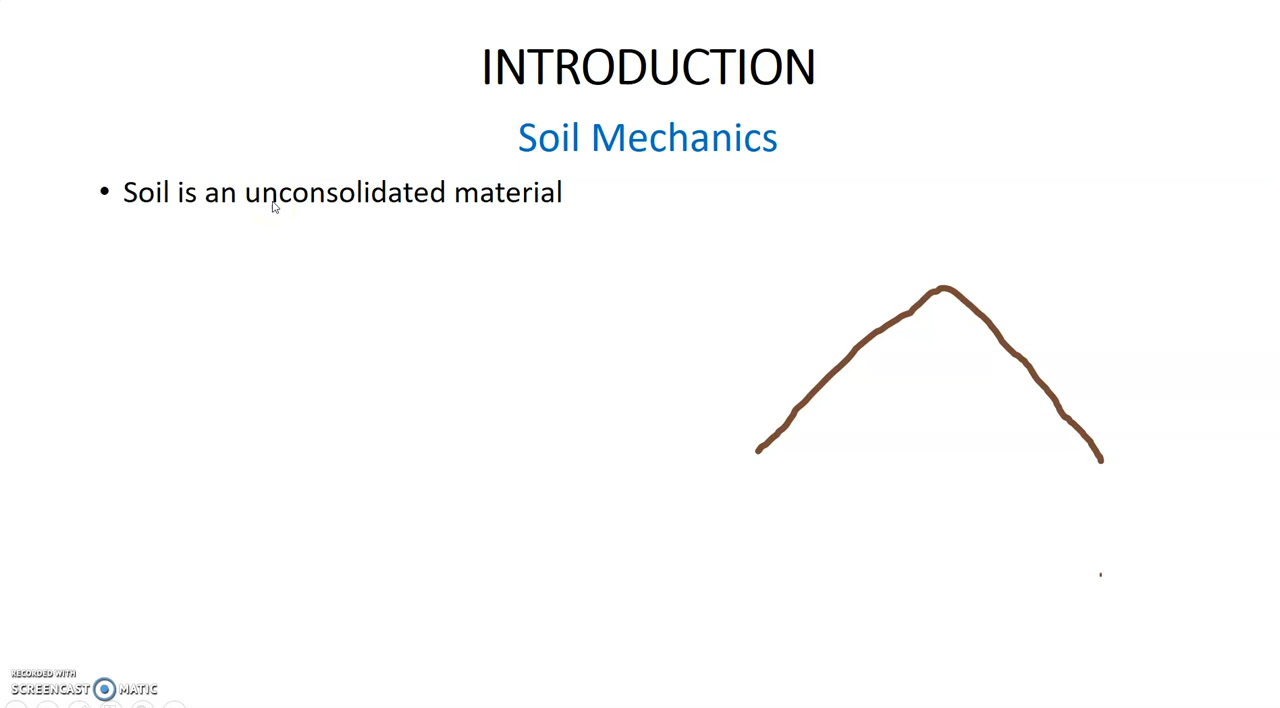 INTRODUCTION
Soil Mechanics
• Soil is an unconsolidated material
RECORDED WITH
SCREENCAST MATIC